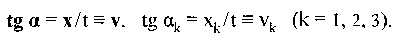 tg α = x/t ≡ v. tg αₖ = xₖ/t ≡ vₖ (k = 1, 2, 3).